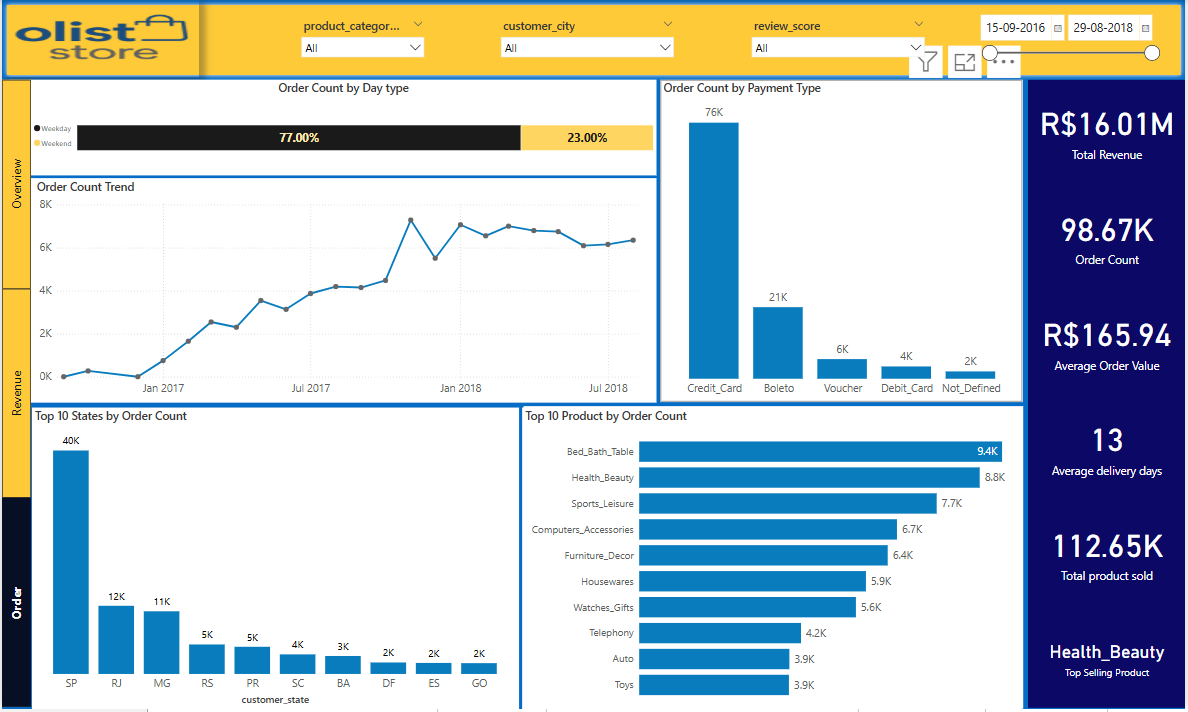 olist
store
product_categor...
All
customer_city
All
review_score
All
15-09-2016
29-08-2018
Overview
Revenue
Order
Order Count by Day type
Weekday
Weekend
77.00%
23.00%
Order Count Trend
8K
6K
4K
2K
0K
Jan 2017
Jul 2017
Jan 2018
Jul 2018
Order Count by Payment Type
76K
21K
6K
4K
2K
Credit_Card
Boleto
Voucher
Debit_Card
Not_Defined
R$16.01M
Total Revenue
98.67K
Order Count
R$165.94
Average Order Value
13
Average delivery days
112.65K
Total product sold
Health_Beauty
Top Selling Product
Top 10 States by Order Count
40K
12K
11K
5K
5K
4K
3K
2K
2K
2K
SP
RJ
MG
RS
PR
SC
BA
DF
ES
GO
customer_state
Top 10 Product by Order Count
Bed_Bath_Table 9.4K
Health_Beauty 8.8K
Sports_Leisure 7.7K
Computers_Accessories 6.7K
Furniture_Decor 6.4K
Housewares 5.9K
Watches_Gifts 5.6K
Telephony 4.2K
Auto 3.9K
Toys 3.9K